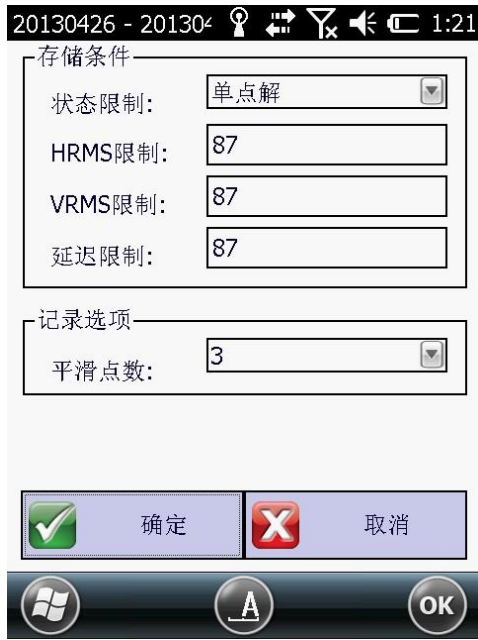 20130426 - 20130 1:21
存储条件
状态限制: 单点解
HRMS限制: 87
VRMS限制: 87
延迟限制: 87
记录选项
平滑点数: 3
确定 取消
A OK